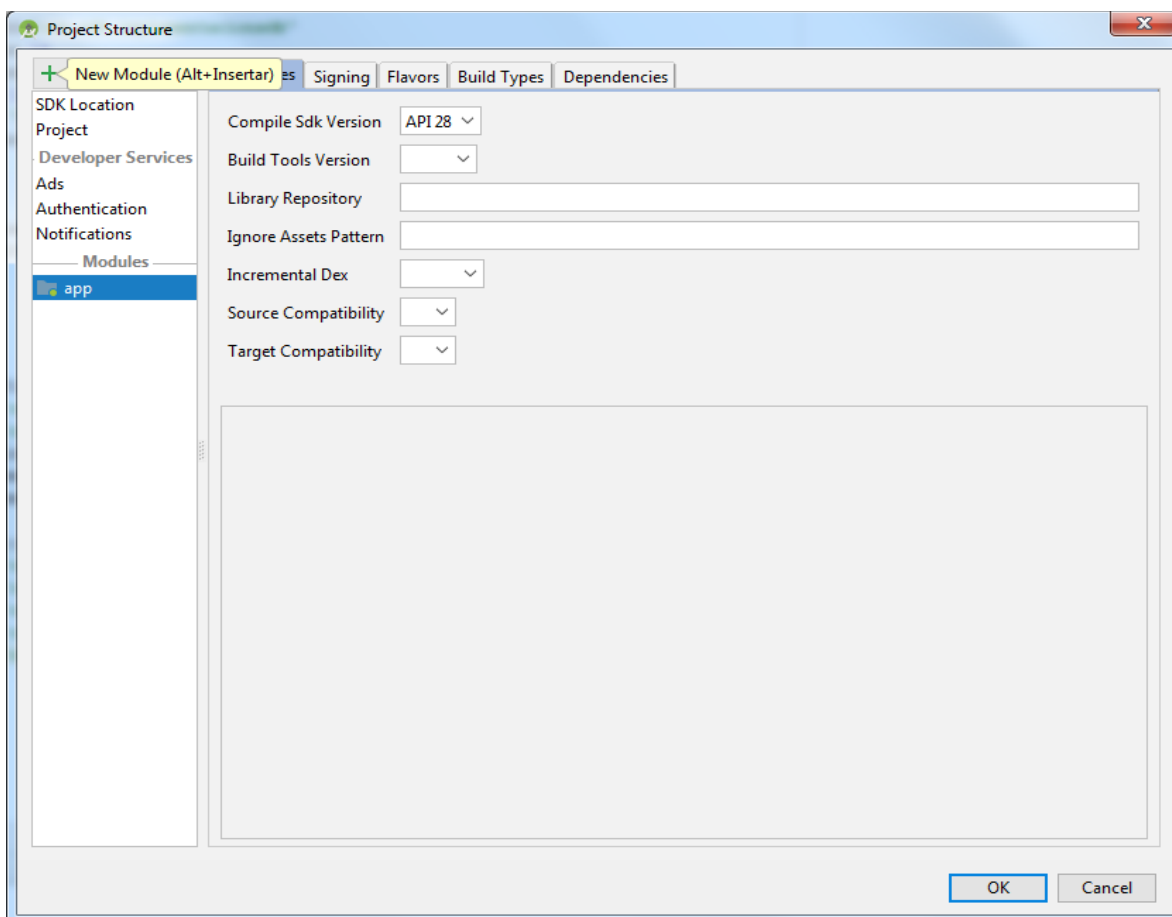 Project Structure
New Module (Alt+Insertar) es Signing Flavors Build Types Dependencies
SDK Location
Project
Developer Services
Ads
Authentication
Notifications
Modules
app
Compile Sdk Version API 28
Build Tools Version
Library Repository
Ignore Assets Pattern
Incremental Dex
Source Compatibility
Target Compatibility
OK Cancel